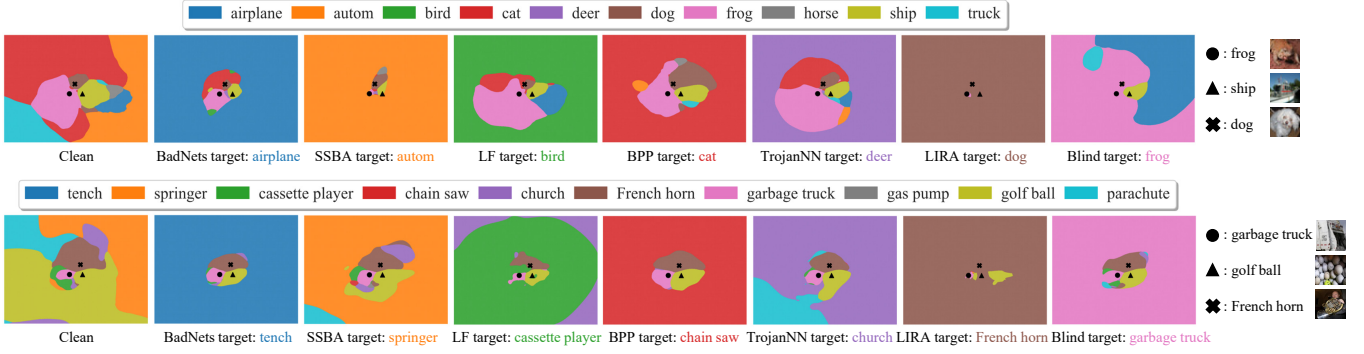 airplane autom bird cat deer dog frog horse ship truck
: frog
: ship
: dog
Clean BadNets target: airplane SSBA target: autom LF target: bird BPP target: cat TrojanNN target: deer LIRA target: dog Blind target: frog
tench springer cassette player chain saw church French horn garbage truck gas pump golf ball parachute
: garbage truck
: golf ball
: French horn
Clean BadNets target: tench SSBA target: springer LF target: cassette player BPP target: chain saw TrojanNN target: church LIRA target: French horn Blind target: garbage truck